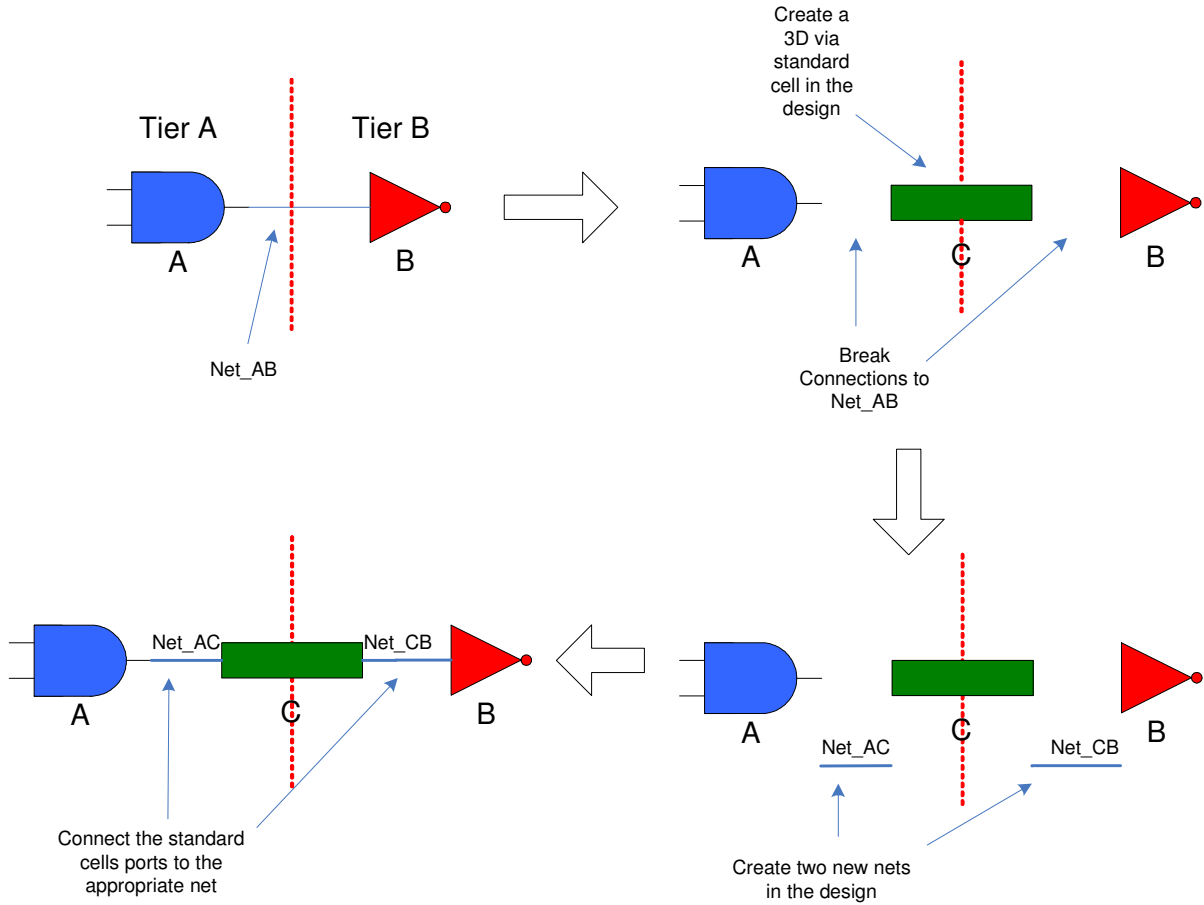 Tier A
Tier B
A
B
Net_AB
Create a
3D via
standard
cell in the
design
A
C
B
Break
Connections to
Net_AB
Net_AC
Net_CB
A
C
B
Connect the standard
cells ports to the
appropriate net
A
C
B
Net_AC
Net_CB
Create two new nets
in the design